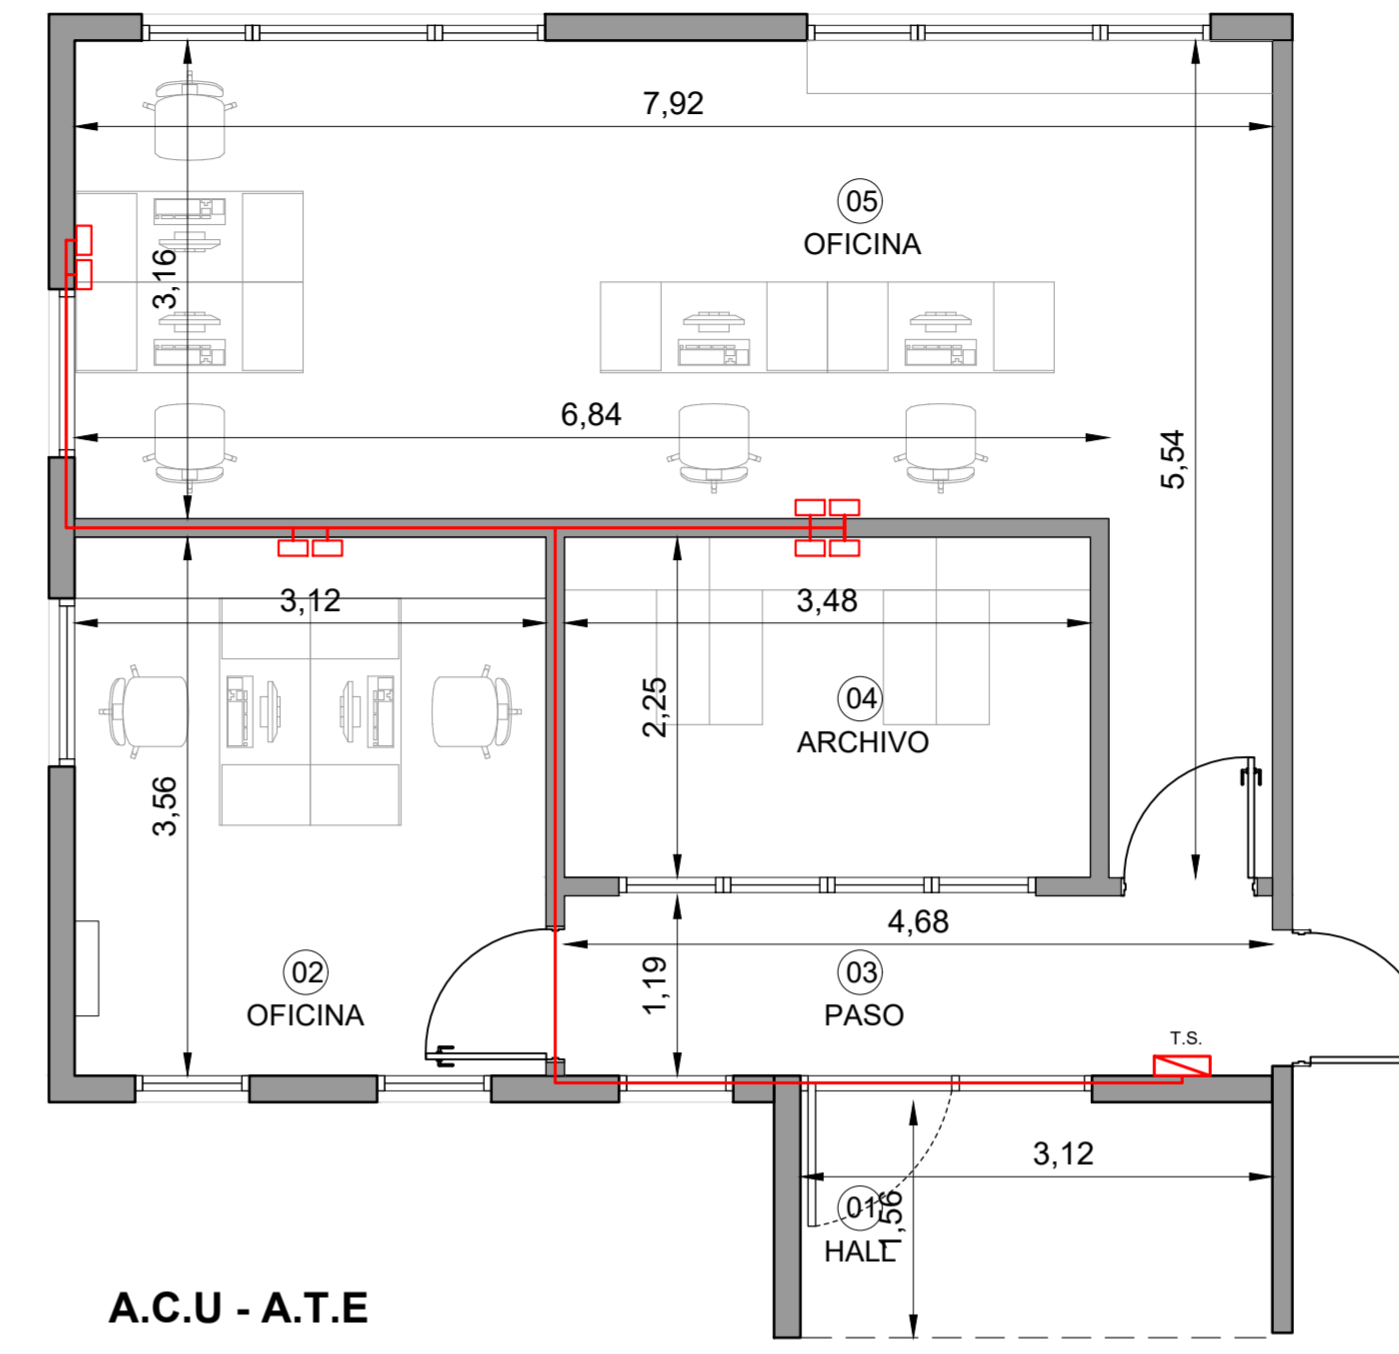 7,92
05
OFICINA
3,16
6,84
5,54
3,12
3,48
2,25
04
ARCHIVO
3,56
4,68
02
OFICINA
1,19
03
PASO
T.S.
3,12
01
1,56
HALL
A.C.U - A.T.E